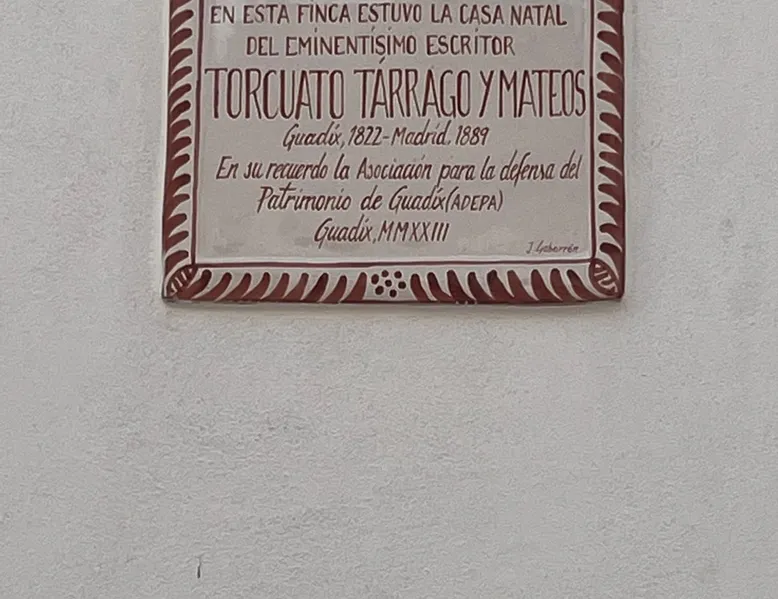 EN ESTA FINCA ESTUVO LA CASA NATAL
DEL EMINENTÍSIMO ESCRITOR
TORCUATO TÁRRAGO Y MATEOS
Guadix, 1822-Madrid, 1889
En su recuerdo la Asociación para la defensa del
Patrimonio de Guadix (ADEPA)
Guadix, MMXXIII
J. Gabarrón